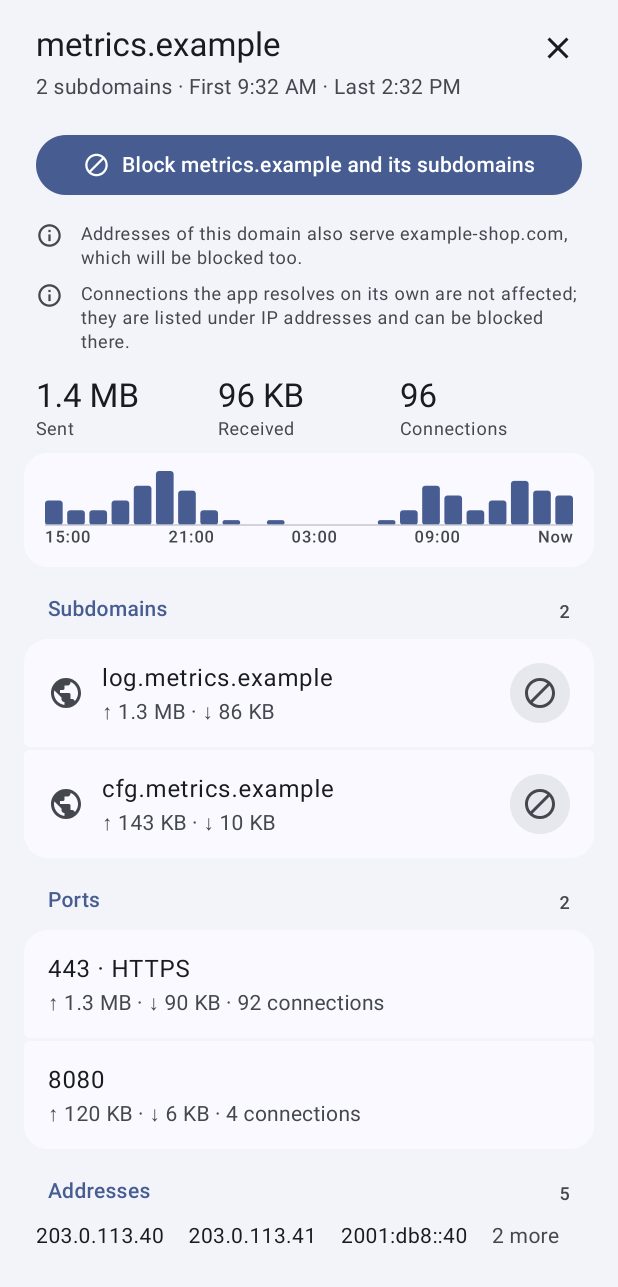 metrics.example
2 subdomains · First 9:32 AM · Last 2:32 PM
Block metrics.example and its subdomains
Addresses of this domain also serve example-shop.com,
which will be blocked too.
Connections the app resolves on its own are not affected;
they are listed under IP addresses and can be blocked
there.
1.4 MB 96 KB 96
Sent Received Connections
15:00 21:00 03:00 09:00 Now
Subdomains 2
log.metrics.example
↑ 1.3 MB · ↓ 86 KB
cfg.metrics.example
↑ 143 KB · ↓ 10 KB
Ports 2
443 · HTTPS
↑ 1.3 MB · ↓ 90 KB · 92 connections
8080
↑ 120 KB · ↓ 6 KB · 4 connections
Addresses 5
203.0.113.40 203.0.113.41 2001:db8::40 2 more